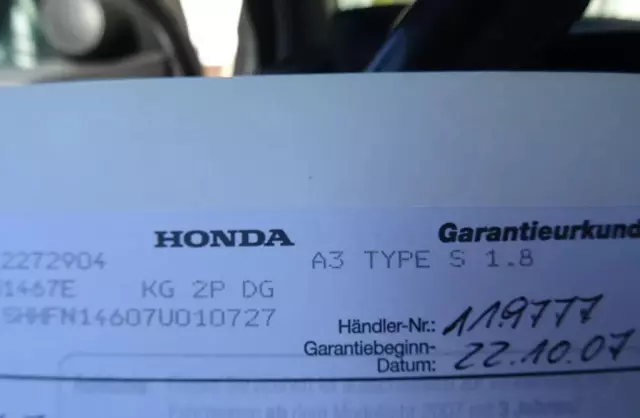 HONDA Garantieurkund
2272904 A3 TYPE S 1.8
1467E KG 2P DG
SHHFN14607U010727
Händler-Nr.: 119777
Garantiebeginn-
Datum: 22.10.07